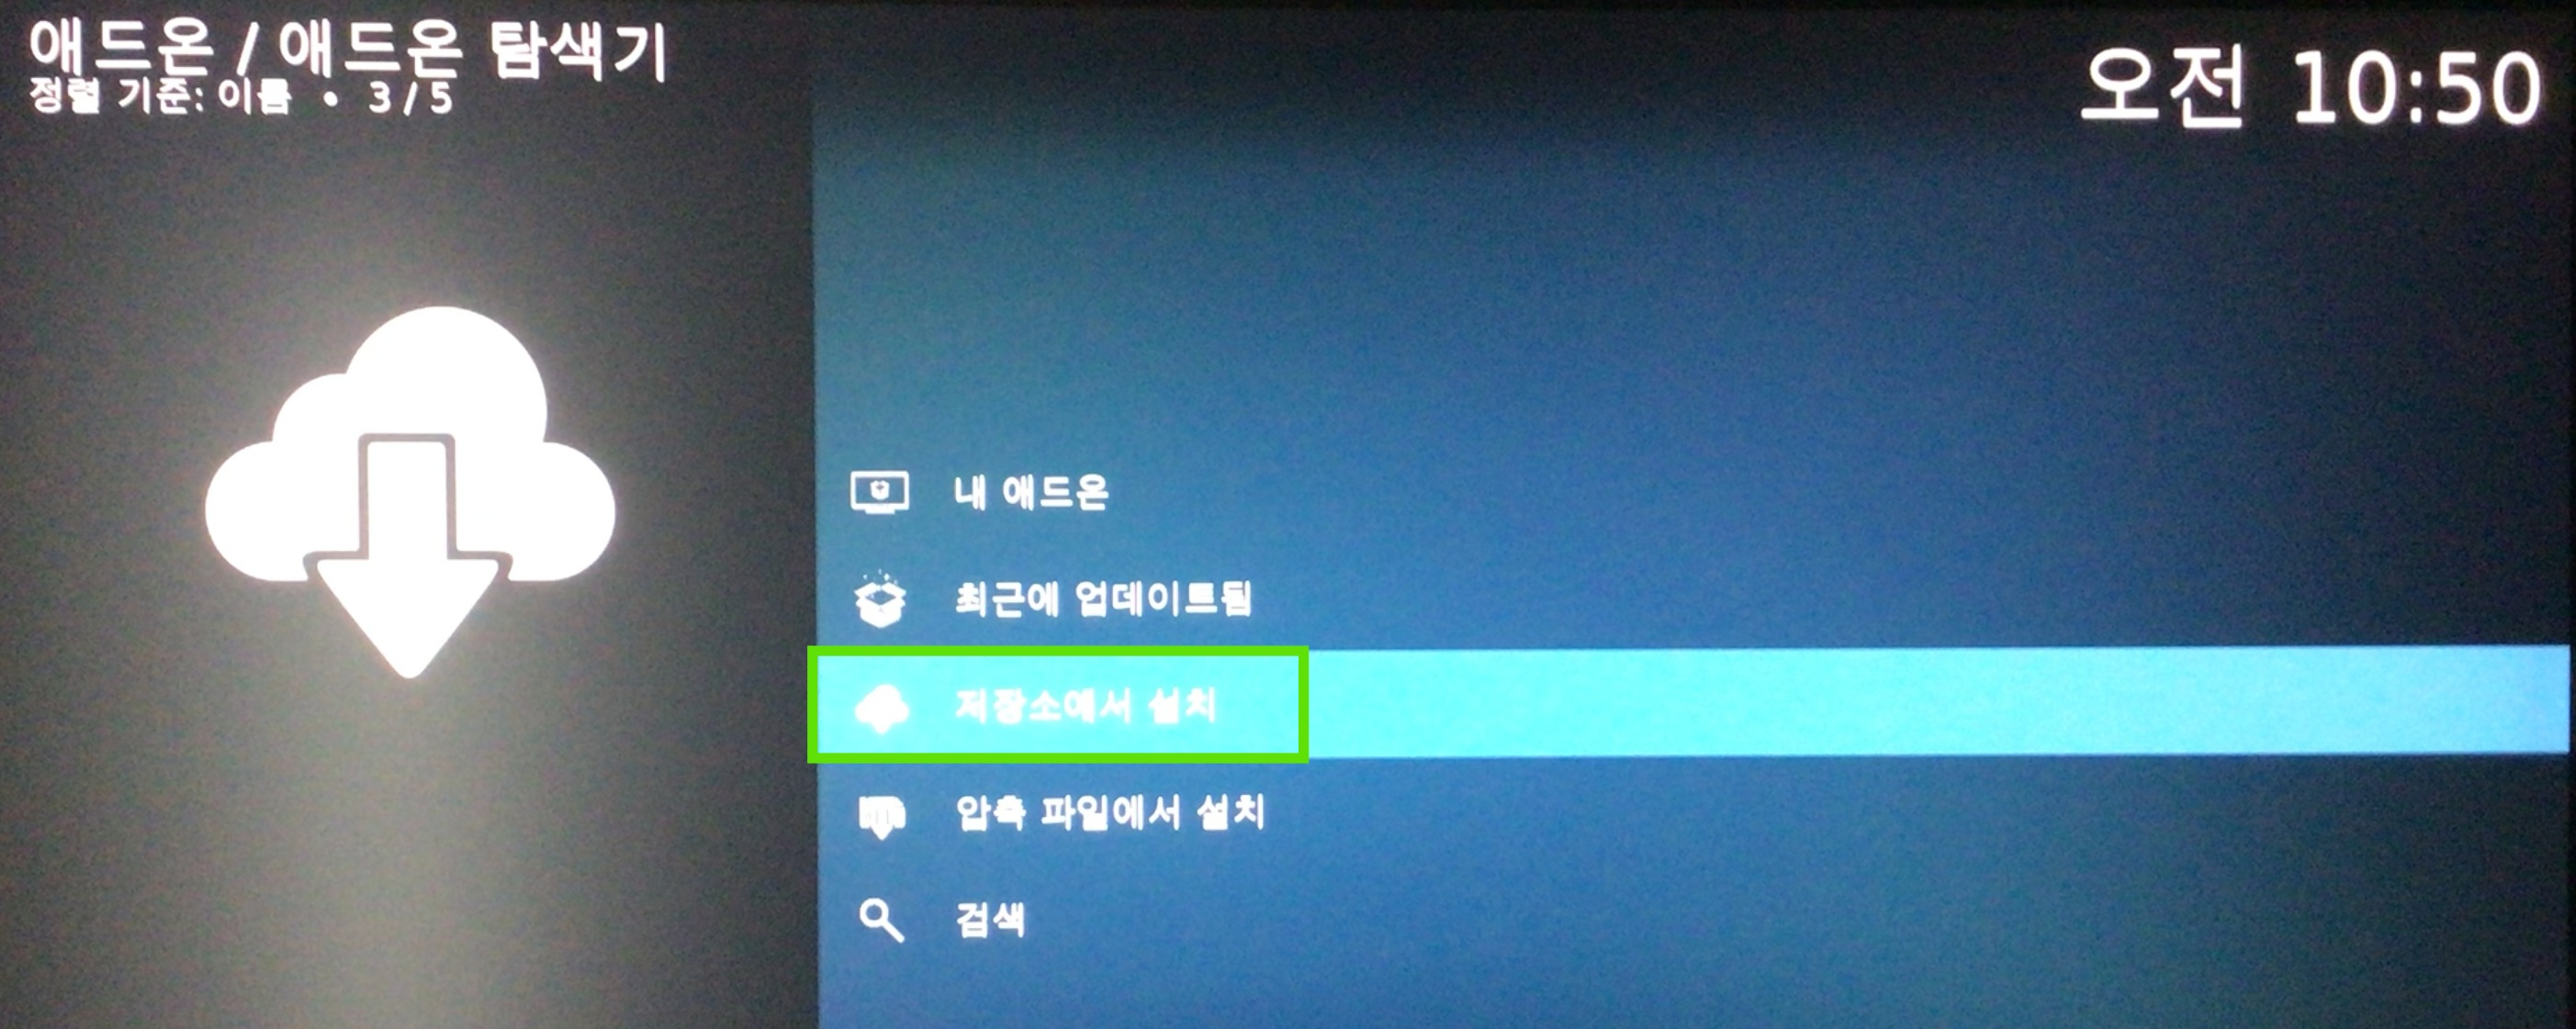 애드온 / 애드온 탐색기
정렬 기준: 이름 • 3 / 5
오전 10:50
내 애드온
최근에 업데이트됨
저장소에서 설치
압축 파일에서 설치
검색